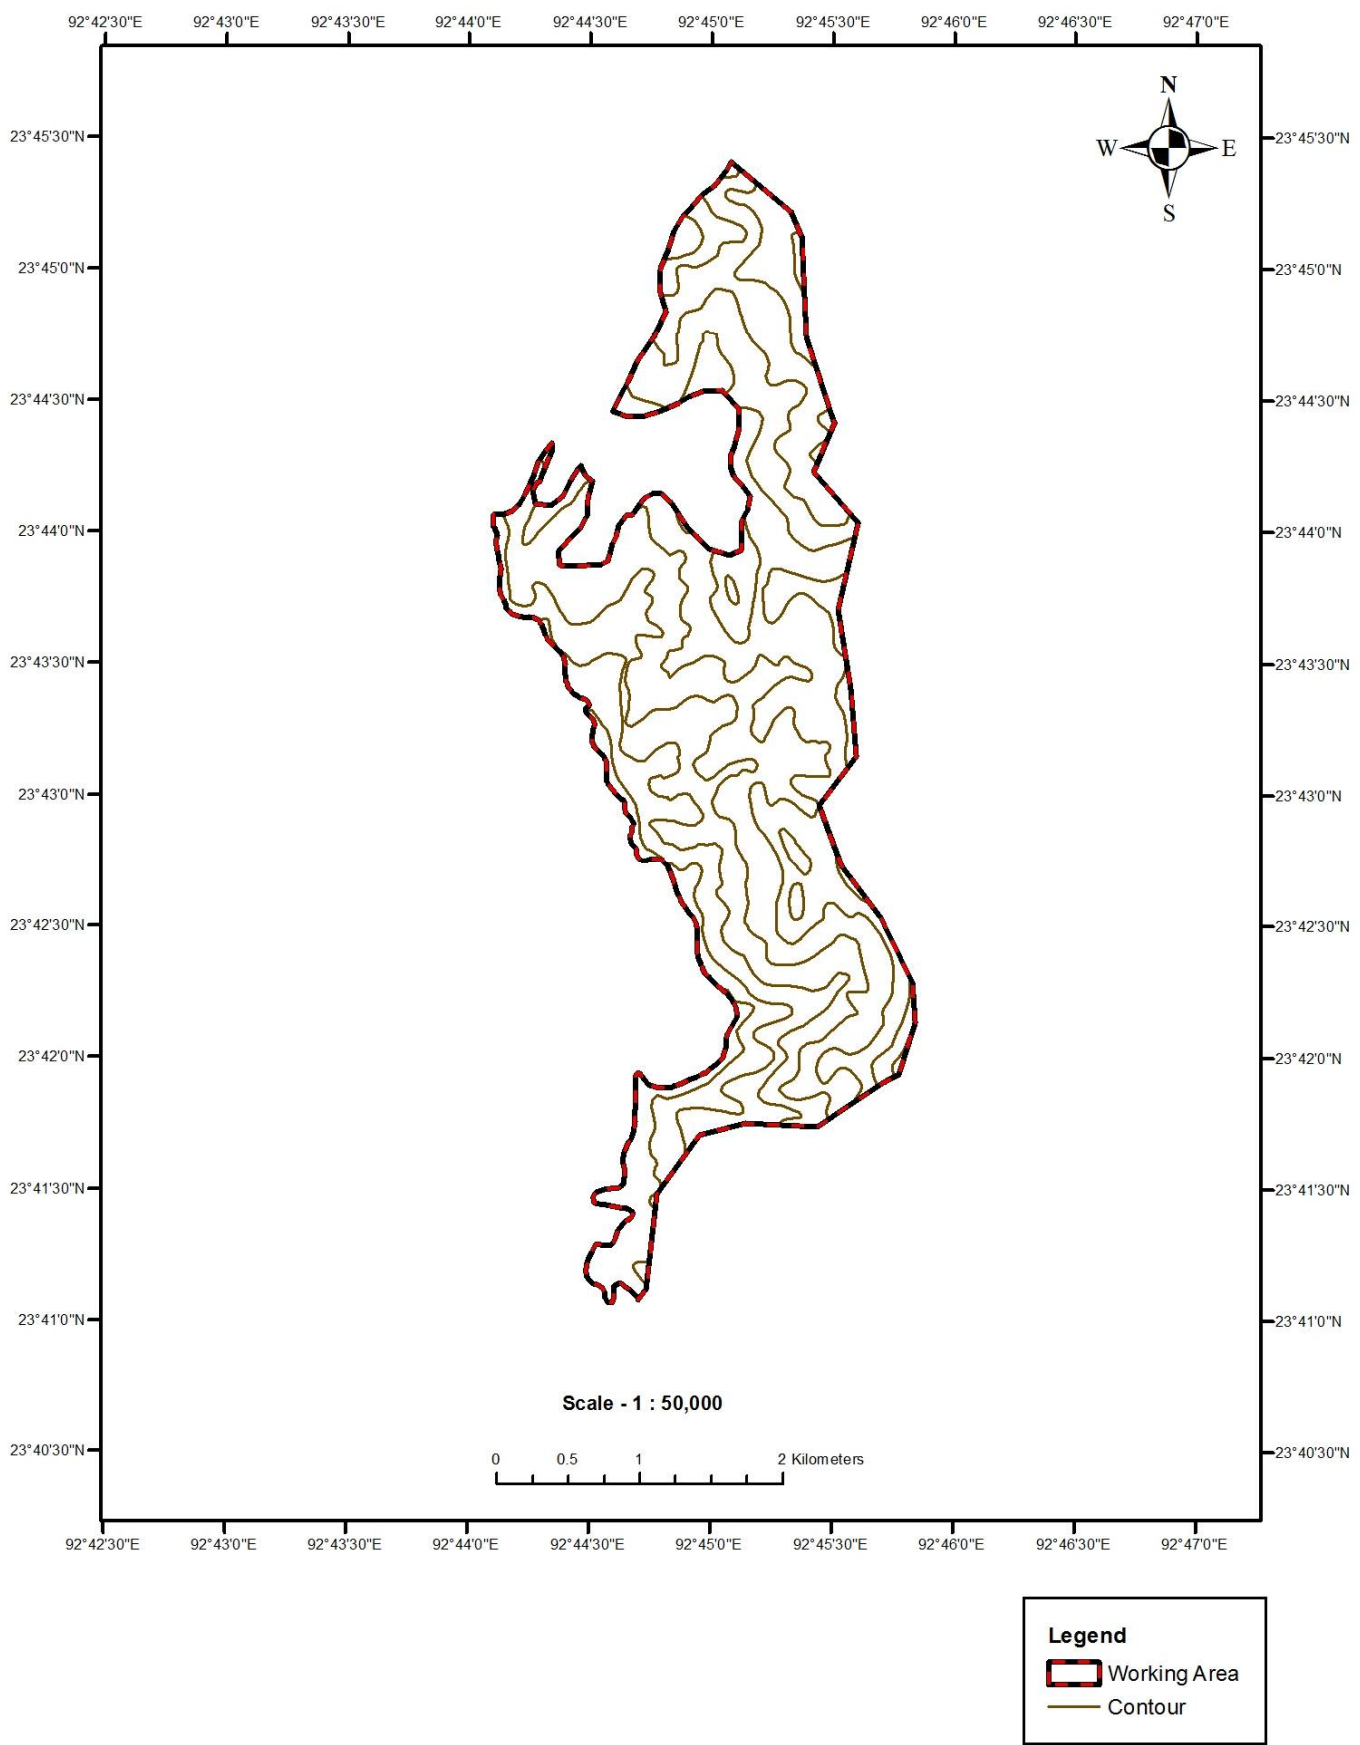 92°42'30"E 92°43'0"E 92°43'30"E 92°44'0"E 92°44'30"E 92°45'0"E 92°45'30"E 92°46'0"E 92°46'30"E 92°47'0"E
N
23°45'30"N 23°45'30"N
W E
S
23°45'0"N 23°45'0"N
23°44'30"N 23°44'30"N
23°44'0"N 23°44'0"N
23°43'30"N 23°43'30"N
23°43'0"N 23°43'0"N
23°42'30"N 23°42'30"N
23°42'0"N 23°42'0"N
23°41'30"N 23°41'30"N
23°41'0"N 23°41'0"N
Scale - 1 : 50,000
23°40'30"N 23°40'30"N
0 0.5 1 2 Kilometers
92°42'30"E 92°43'0"E 92°43'30"E 92°44'0"E 92°44'30"E 92°45'0"E 92°45'30"E 92°46'0"E 92°46'30"E 92°47'0"E
Legend
Working Area
Contour